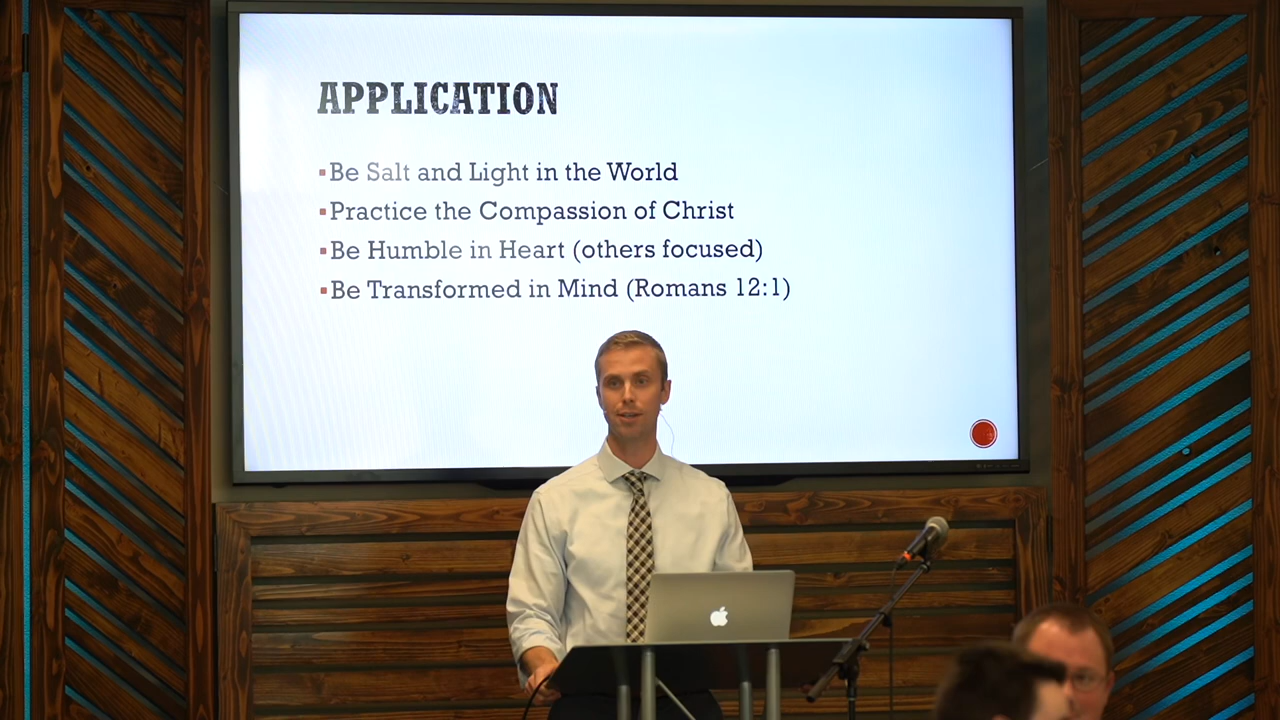 APPLICATION
▪Be Salt and Light in the World
▪Practice the Compassion of Christ
▪Be Humble in Heart (others focused)
▪Be Transformed in Mind (Romans 12:1)